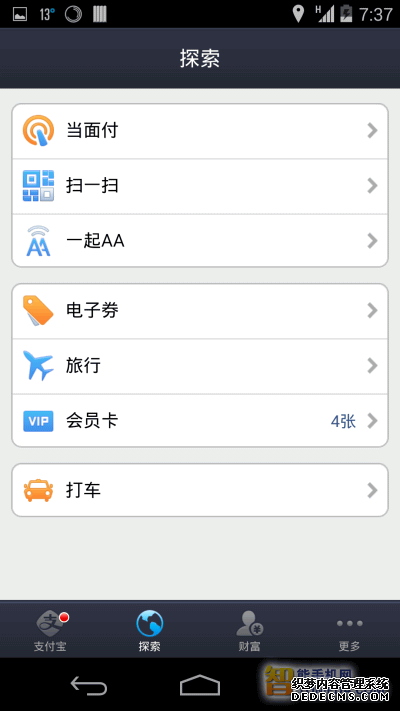 13°
H
7:37
探索
当面付
扫一扫
一起AA
电子券
旅行
VIP
会员卡
4张
打车
支付宝
探索
财富
更多
智能手机网
织梦内容管理系统